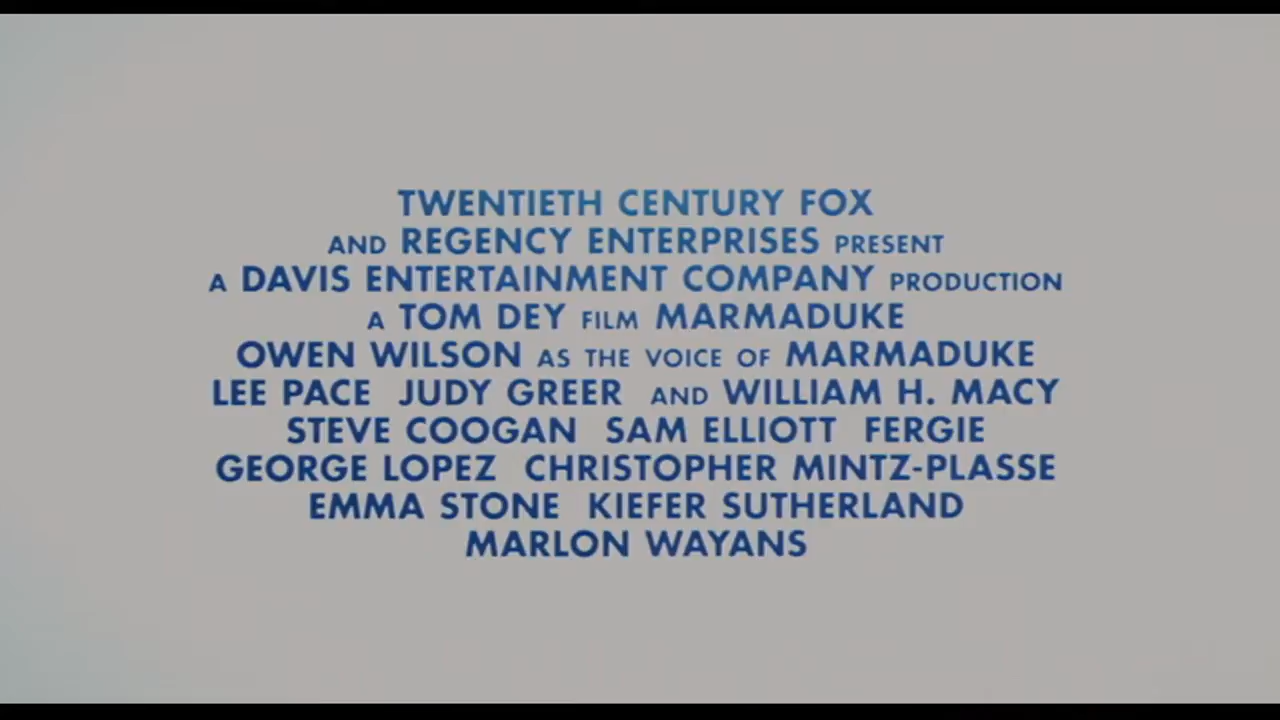 TWENTIETH CENTURY FOX
AND REGENCY ENTERPRISES PRESENT
A DAVIS ENTERTAINMENT COMPANY PRODUCTION
A TOM DEY FILM MARMADUKE
OWEN WILSON AS THE VOICE OF MARMADUKE
LEE PACE JUDY GREER AND WILLIAM H. MACY
STEVE COOGAN SAM ELLIOTT FERGIE
GEORGE LOPEZ CHRISTOPHER MINTZ-PLASSE
EMMA STONE KIEFER SUTHERLAND
MARLON WAYANS